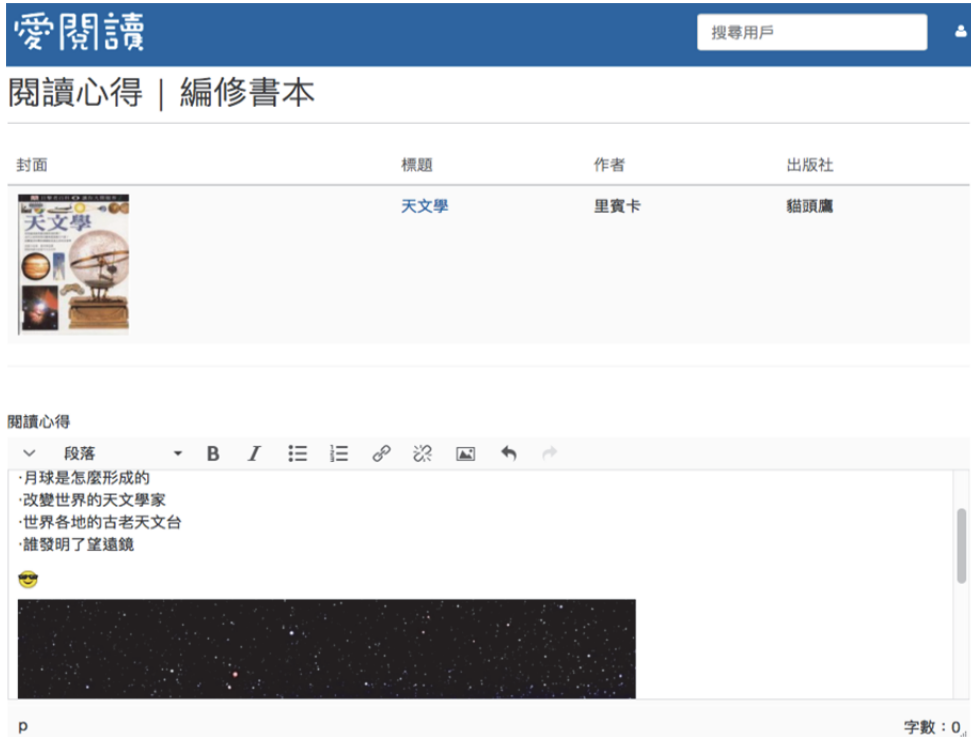 愛閱讀
搜尋用戶
閱讀心得 | 編修書本
封面 標題 作者 出版社
天文學
天文學 里賓卡 貓頭鷹
閱讀心得
段落 B I
·月球是怎麼形成的
·改變世界的天文學家
·世界各地的古老天文台
·誰發明了望遠鏡
p 字數：0